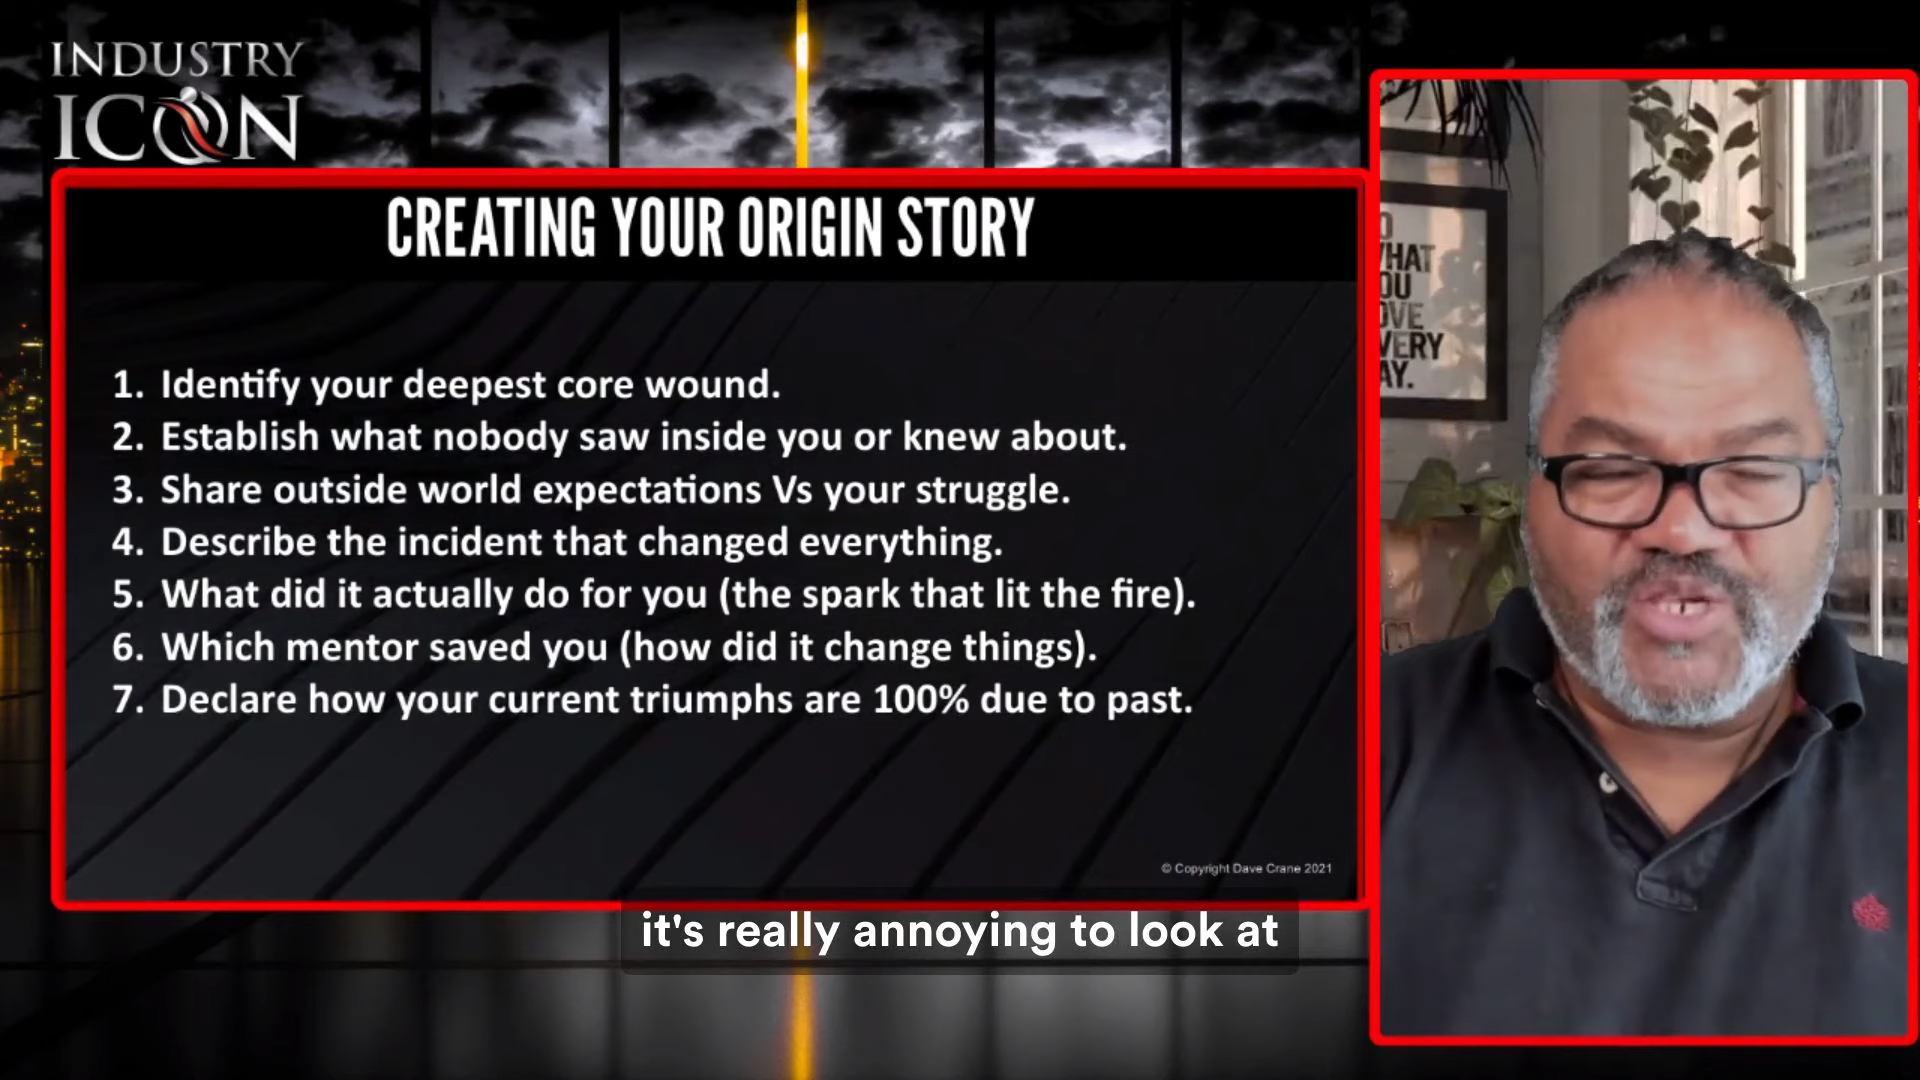 INDUSTRY
ICON
CREATING YOUR ORIGIN STORY
1. Identify your deepest core wound.
2. Establish what nobody saw inside you or knew about.
3. Share outside world expectations Vs your struggle.
4. Describe the incident that changed everything.
5. What did it actually do for you (the spark that lit the fire).
6. Which mentor saved you (how did it change things).
7. Declare how your current triumphs are 100% due to past.
© Copyright Dave Crane 2021
it's really annoying to look at